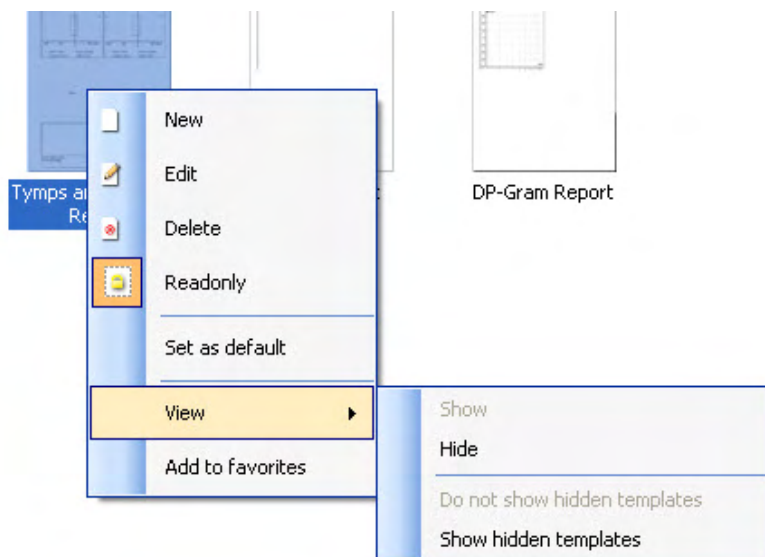 New
Edit
Tymps a
Re
DP-Gram Report
Delete
Readonly
Set as default
View
Show
Hide
Add to favorites
Do not show hidden templates
Show hidden templates